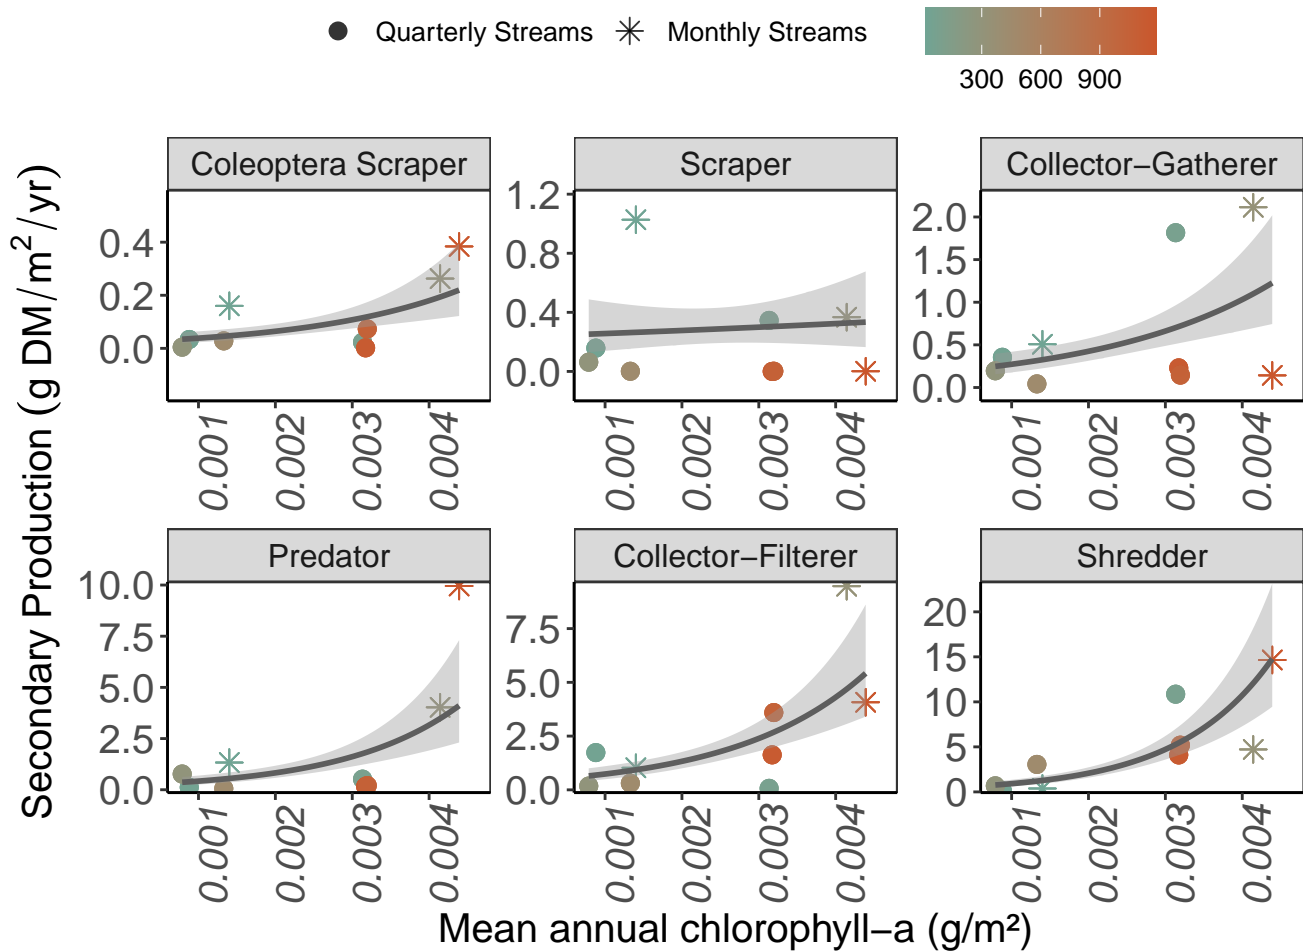 Quarterly Streams Monthly Streams
300 600 900
Secondary Production (g DM/m²/yr)
Coleoptera Scraper
0.4
0.2
0.0
0.001 0.002 0.003 0.004
Scraper
1.2
0.8
0.4
0.0
0.001 0.002 0.003 0.004
Collector−Gatherer
2.0
1.5
1.0
0.5
0.0
0.001 0.002 0.003 0.004
Predator
10.0
7.5
5.0
2.5
0.0
0.001 0.002 0.003 0.004
Collector−Filterer
7.5
5.0
2.5
0.0
0.001 0.002 0.003 0.004
Shredder
20
15
10
5
0
0.001 0.002 0.003 0.004
Mean annual chlorophyll−a (g/m²)